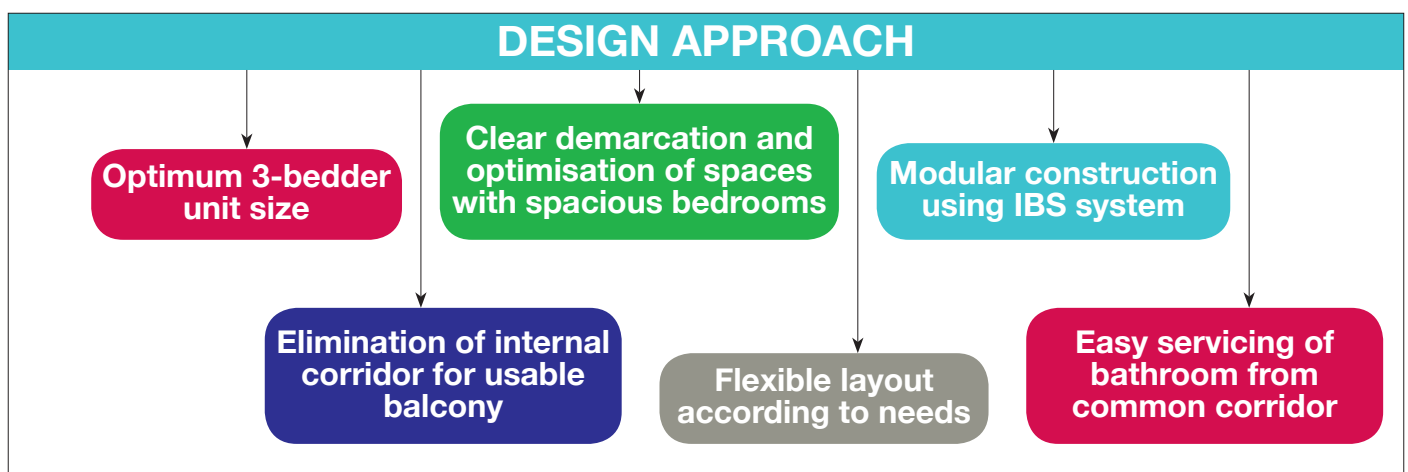 DESIGN APPROACH
Optimum 3-bedder
unit size
Elimination of internal
corridor for usable
balcony
Clear demarcation and
optimisation of spaces
with spacious bedrooms
Flexible layout
according to needs
Modular construction
using IBS system
Easy servicing of
bathroom from
common corridor